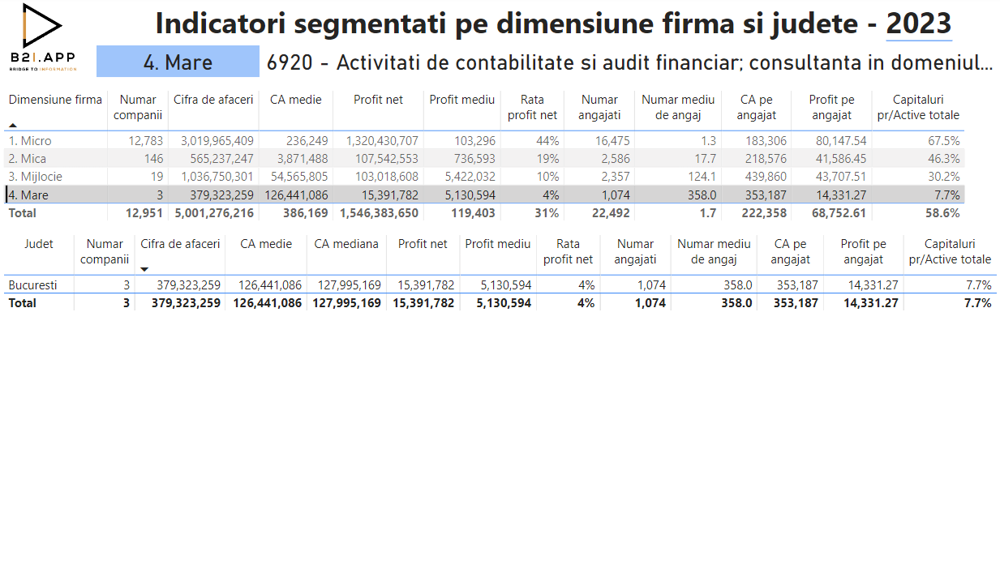 Indicatori segmentati pe dimensiune firma si judete - 2023
B2I.APP
BRIDGE TO INFORMATION
4. Mare
6920 - Activitati de contabilitate si audit financiar; consultanta in domeniul...
Dimensiune firma Numar companii Cifra de afaceri CA medie Profit net Profit mediu Rata profit net Numar angajati Numar mediu de angaj CA pe angajat Profit pe angajat Capitaluri pr/Active totale
1. Micro 12,783 3,019,965,409 236,249 1,320,430,707 103,296 44% 16,475 1.3 183,306 80,147.54 67.5%
2. Mica 146 565,237,247 3,871,488 107,542,553 736,593 19% 2,586 17.7 218,576 41,586.45 46.3%
3. Mijlocie 19 1,036,750,301 54,565,805 103,018,608 5,422,032 10% 2,357 124.1 439,860 43,707.51 30.2%
4. Mare 3 379,323,259 126,441,086 15,391,782 5,130,594 4% 1,074 358.0 353,187 14,331.27 7.7%
Total 12,951 5,001,276,216 386,169 1,546,383,650 119,403 31% 22,492 1.7 222,358 68,752.61 58.6%
Judet Numar companii Cifra de afaceri CA medie CA mediana Profit net Profit mediu Rata profit net Numar angajati Numar mediu de angaj CA pe angajat Profit pe angajat Capitaluri pr/Active totale
Bucuresti 3 379,323,259 126,441,086 127,995,169 15,391,782 5,130,594 4% 1,074 358.0 353,187 14,331.27 7.7%
Total 3 379,323,259 126,441,086 127,995,169 15,391,782 5,130,594 4% 1,074 358.0 353,187 14,331.27 7.7%